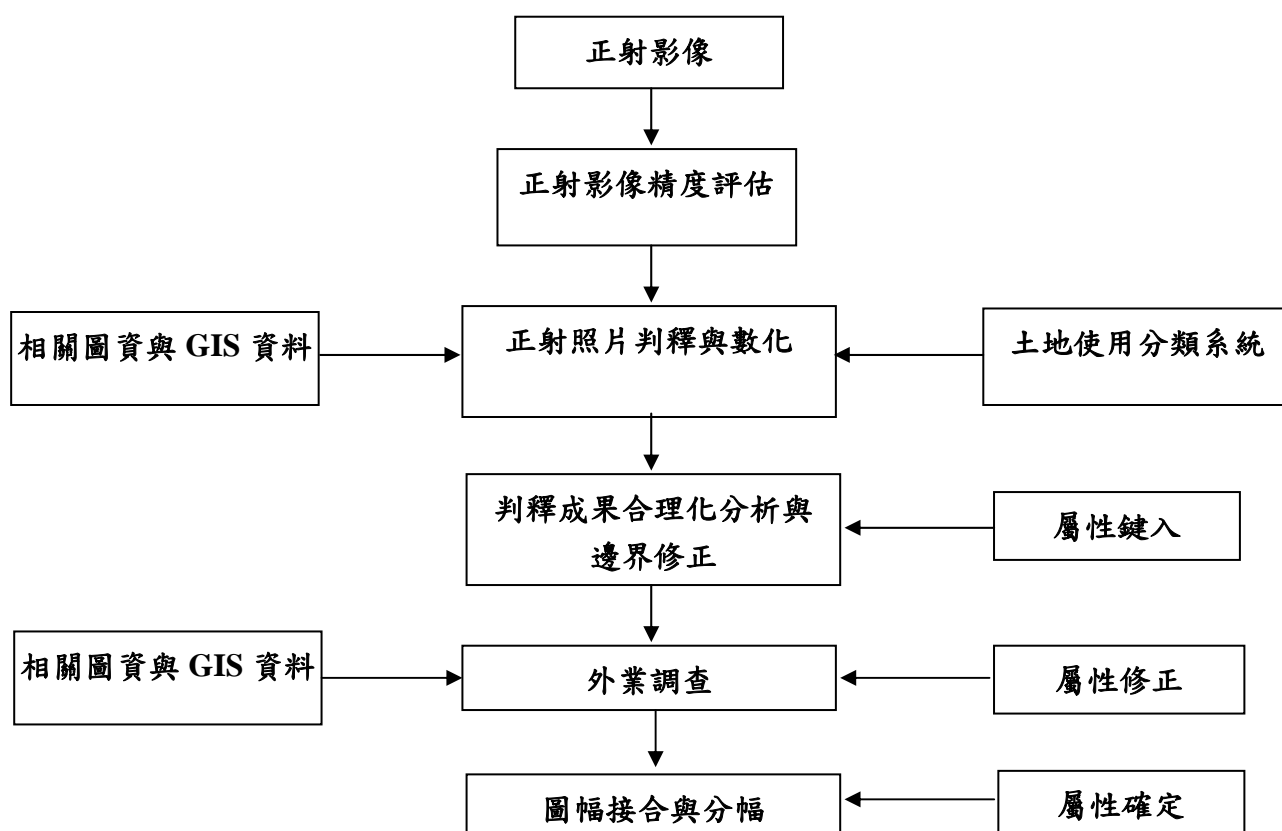 正射影像
正射影像精度評估
相關圖資與 GIS 資料
正射照片判釋與數化
土地使用分類系統
判釋成果合理化分析與
邊界修正
屬性鍵入
相關圖資與 GIS 資料
外業調查
屬性修正
圖幅接合與分幅
屬性確定